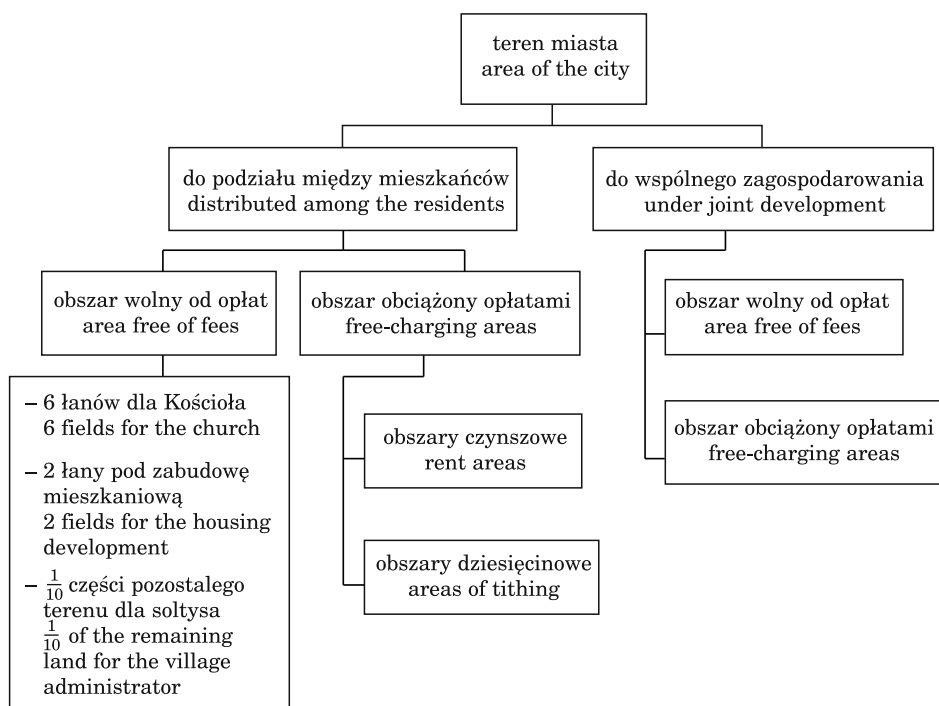 teren miasta
area of the city
do podziału między mieszkańców
distributed among the residents
do wspólnego zagospodarowania
under joint development
obszar wolny od opłat
area free of fees
obszar obciążony opłatami
free-charging areas
obszar wolny od opłat
area free of fees
– 6 łanów dla Kościoła
6 fields for the church
– 2 łany pod zabudowę
mieszkaniową
2 fields for the housing
development
– 1/10 części pozostalego
terenu dla soltysa
1/10 of the remaining
land for the village
administrator
obszary czynszowe
rent areas
obszary dziesięcinowe
areas of tithing
obszar obciążony opłatami
free-charging areas